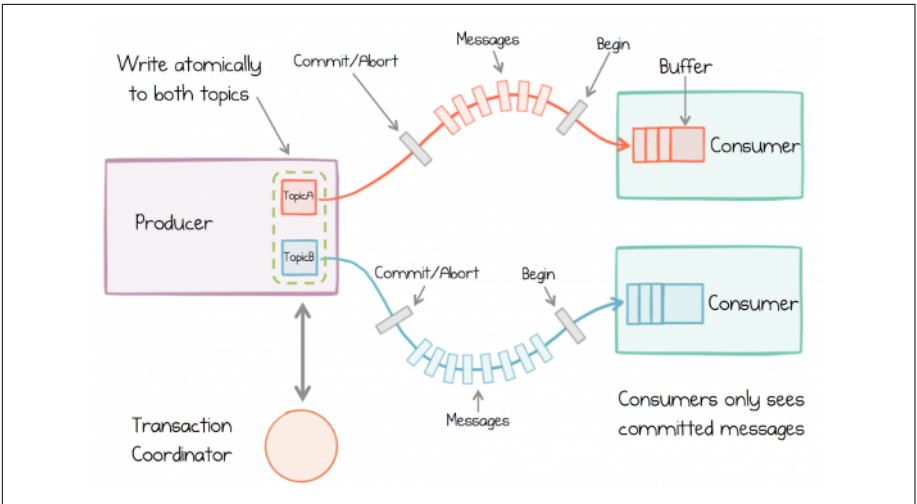 Messages
Begin
Commit/Abort
Write atomically
to both topics
Buffer
Consumer
TopicA
Producer
TopicB
Commit/Abort
Begin
Consumer
Messages
Consumers only sees
committed messages
Transaction
Coordinator